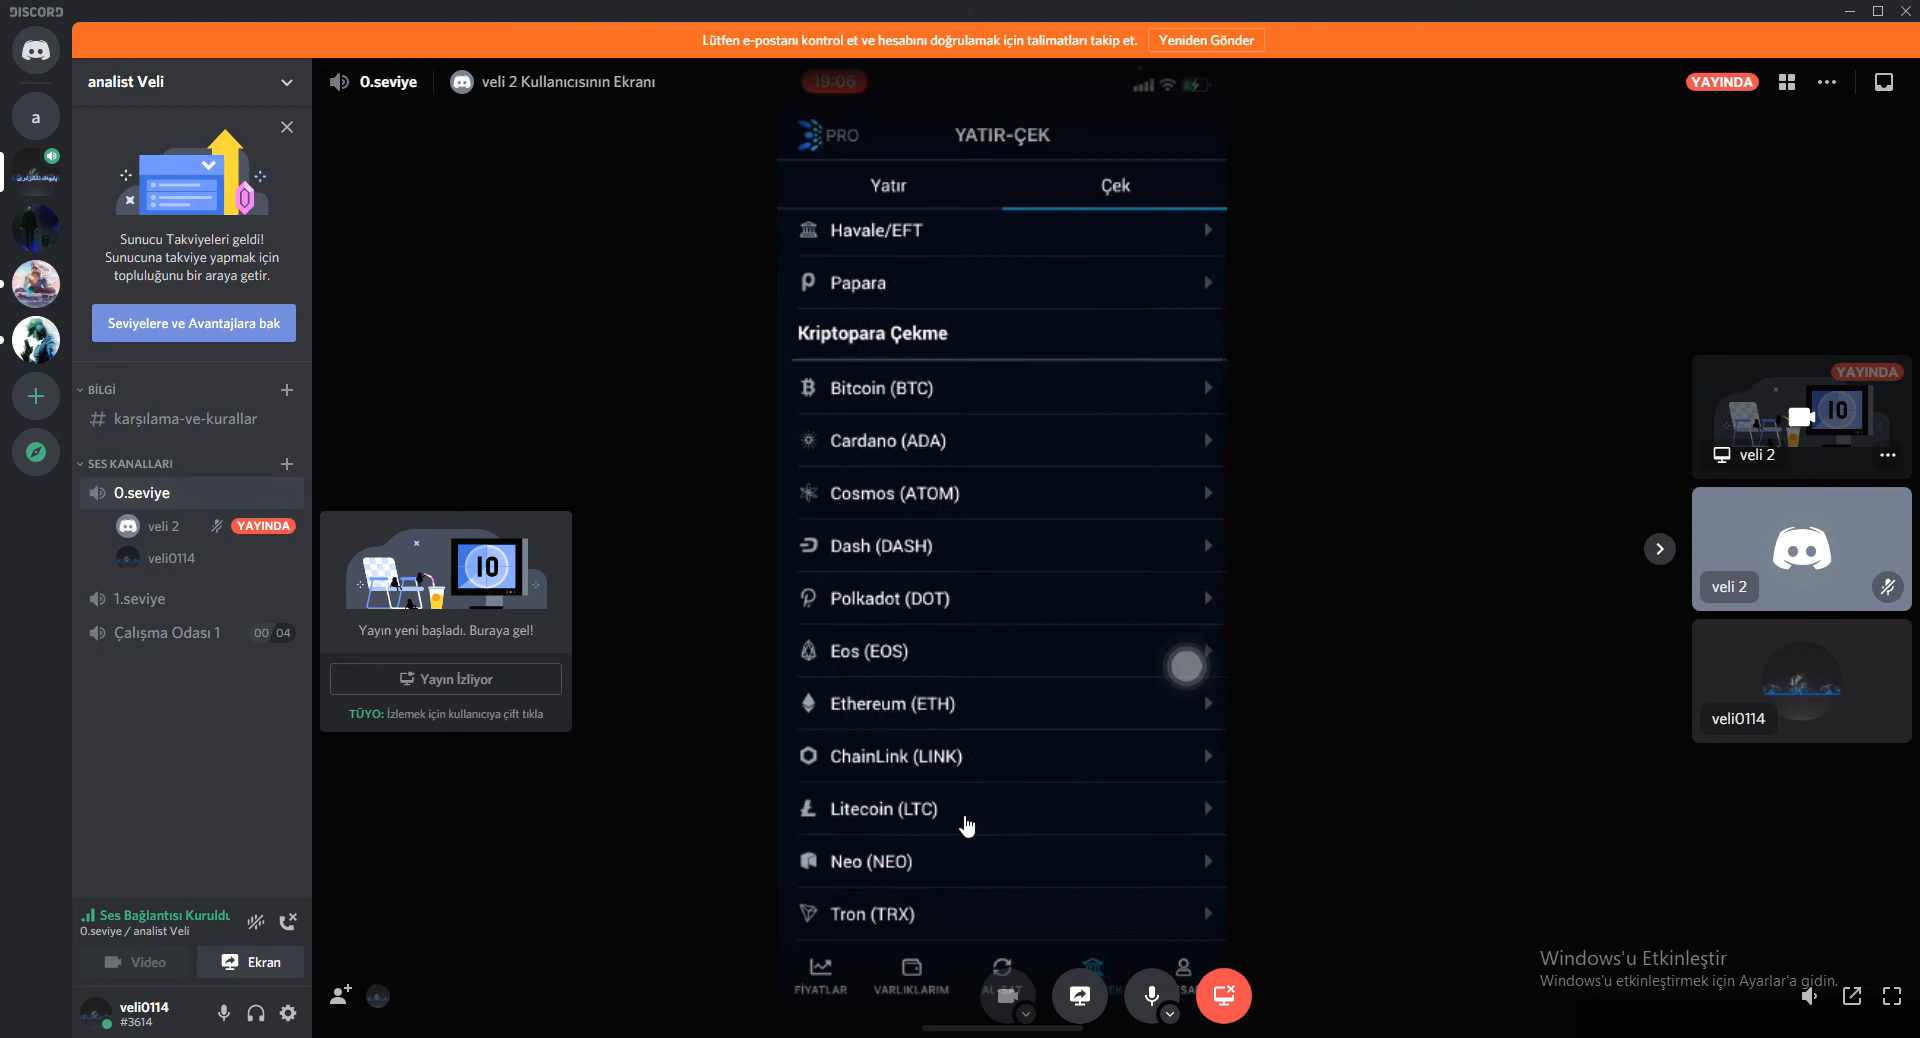 DISCORD
Lütfen e-postanı kontrol et ve hesabını doğrulamak için talimatları takip et.
Yeniden Gönder
analist Veli
0.seviye
veli 2 Kullanıcısının Ekranı
YAYINDA
a
Sunucu Takviyeleri geldi!
Sunucuna takviye yapmak için
topluluğunu bir araya getir.
Seviyelere ve Avantajlara bak
BİLGİ
karşılama-ve-kurallar
SES KANALLARI
0.seviye
veli 2
YAYINDA
veli0114
1.seviye
Çalışma Odası 1
00 04
Ses Bağlantısı Kuruldu
0.seviye / analist Veli
Video
Ekran
veli0114
#3614
10
Yayın yeni başladı. Buraya gel!
Yayın İzliyor
TÜYO: İzlemek için kullanıcıya çift tıkla
19:06
PRO
YATIR-ÇEK
Yatır
Çek
Havale/EFT
Papara
Kriptopara Çekme
Bitcoin (BTC)
Cardano (ADA)
Cosmos (ATOM)
Dash (DASH)
Polkadot (DOT)
Eos (EOS)
Ethereum (ETH)
ChainLink (LINK)
Litecoin (LTC)
Neo (NEO)
Tron (TRX)
FİYATLAR
VARLIKLARIM
YAYINDA
10
veli 2
veli 2
veli0114
Windows'u Etkinleştir
Windows'u etkinleştirmek için Ayarlar'a gidin.